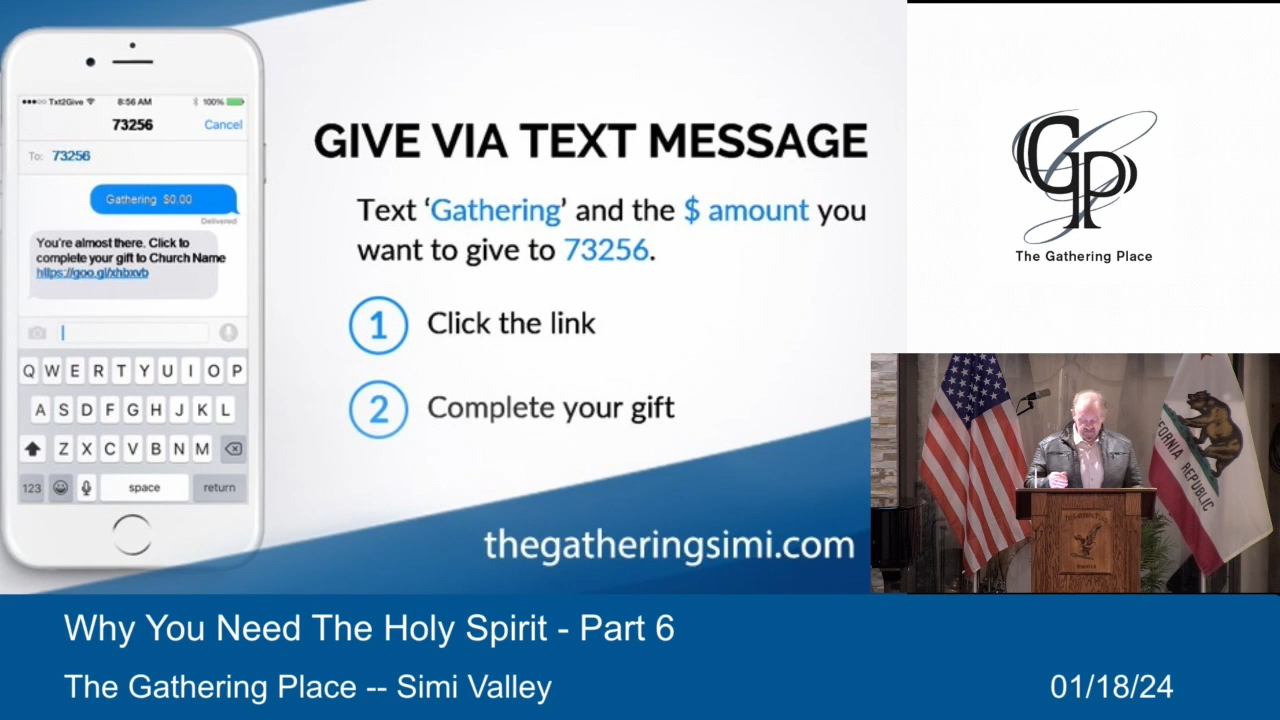 Txt2Give 8:56 AM 100%
73256 Cancel
To: 73256
Gathering $0.00
Delivered
You're almost there. Click to
complete your gift to Church Name
https://goo.gl/xhbxvb
Q W E R T Y U I O P
A S D F G H J K L
Z X C V B N M
123 space return
GIVE VIA TEXT MESSAGE
Text ‘Gathering’ and the $ amount you
want to give to 73256.
1 Click the link
2 Complete your gift
thegatheringsimi.com
GP
The Gathering Place
FORNIA REPUBLIC
Why You Need The Holy Spirit - Part 6
The Gathering Place -- Simi Valley 01/18/24